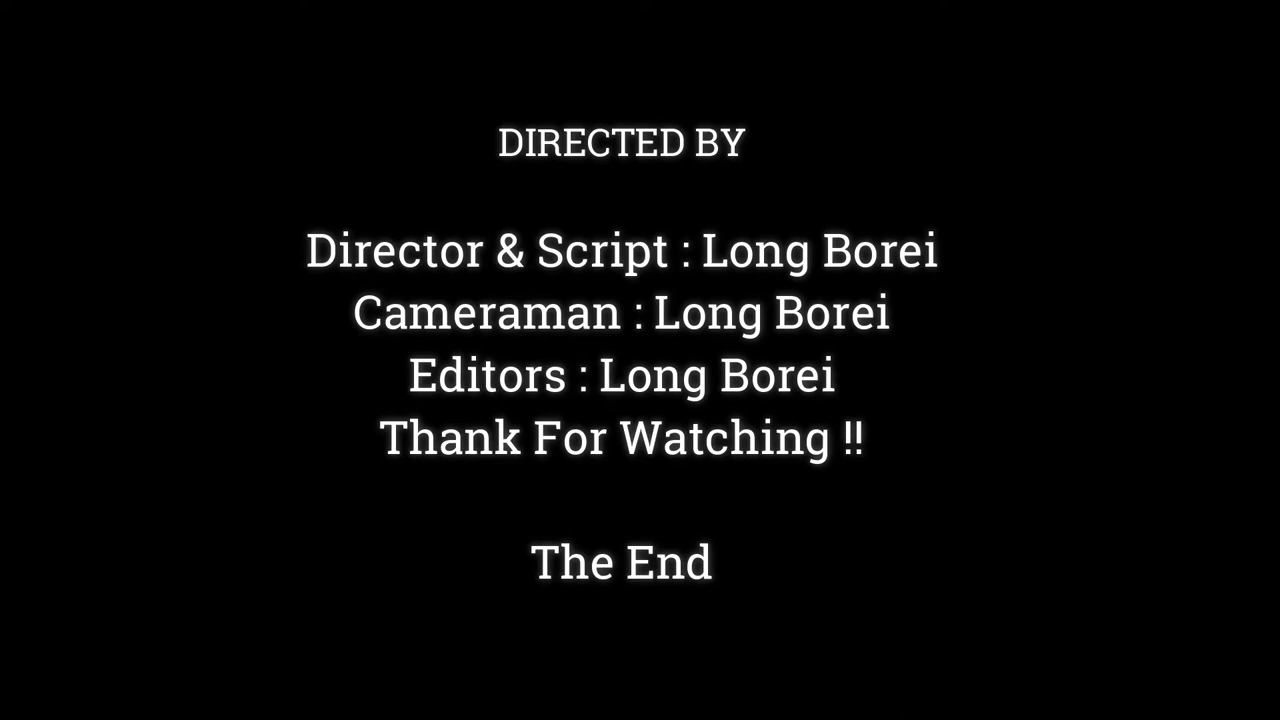 DIRECTED BY
Director & Script : Long Borei
Cameraman : Long Borei
Editors : Long Borei
Thank For Watching !!
The End